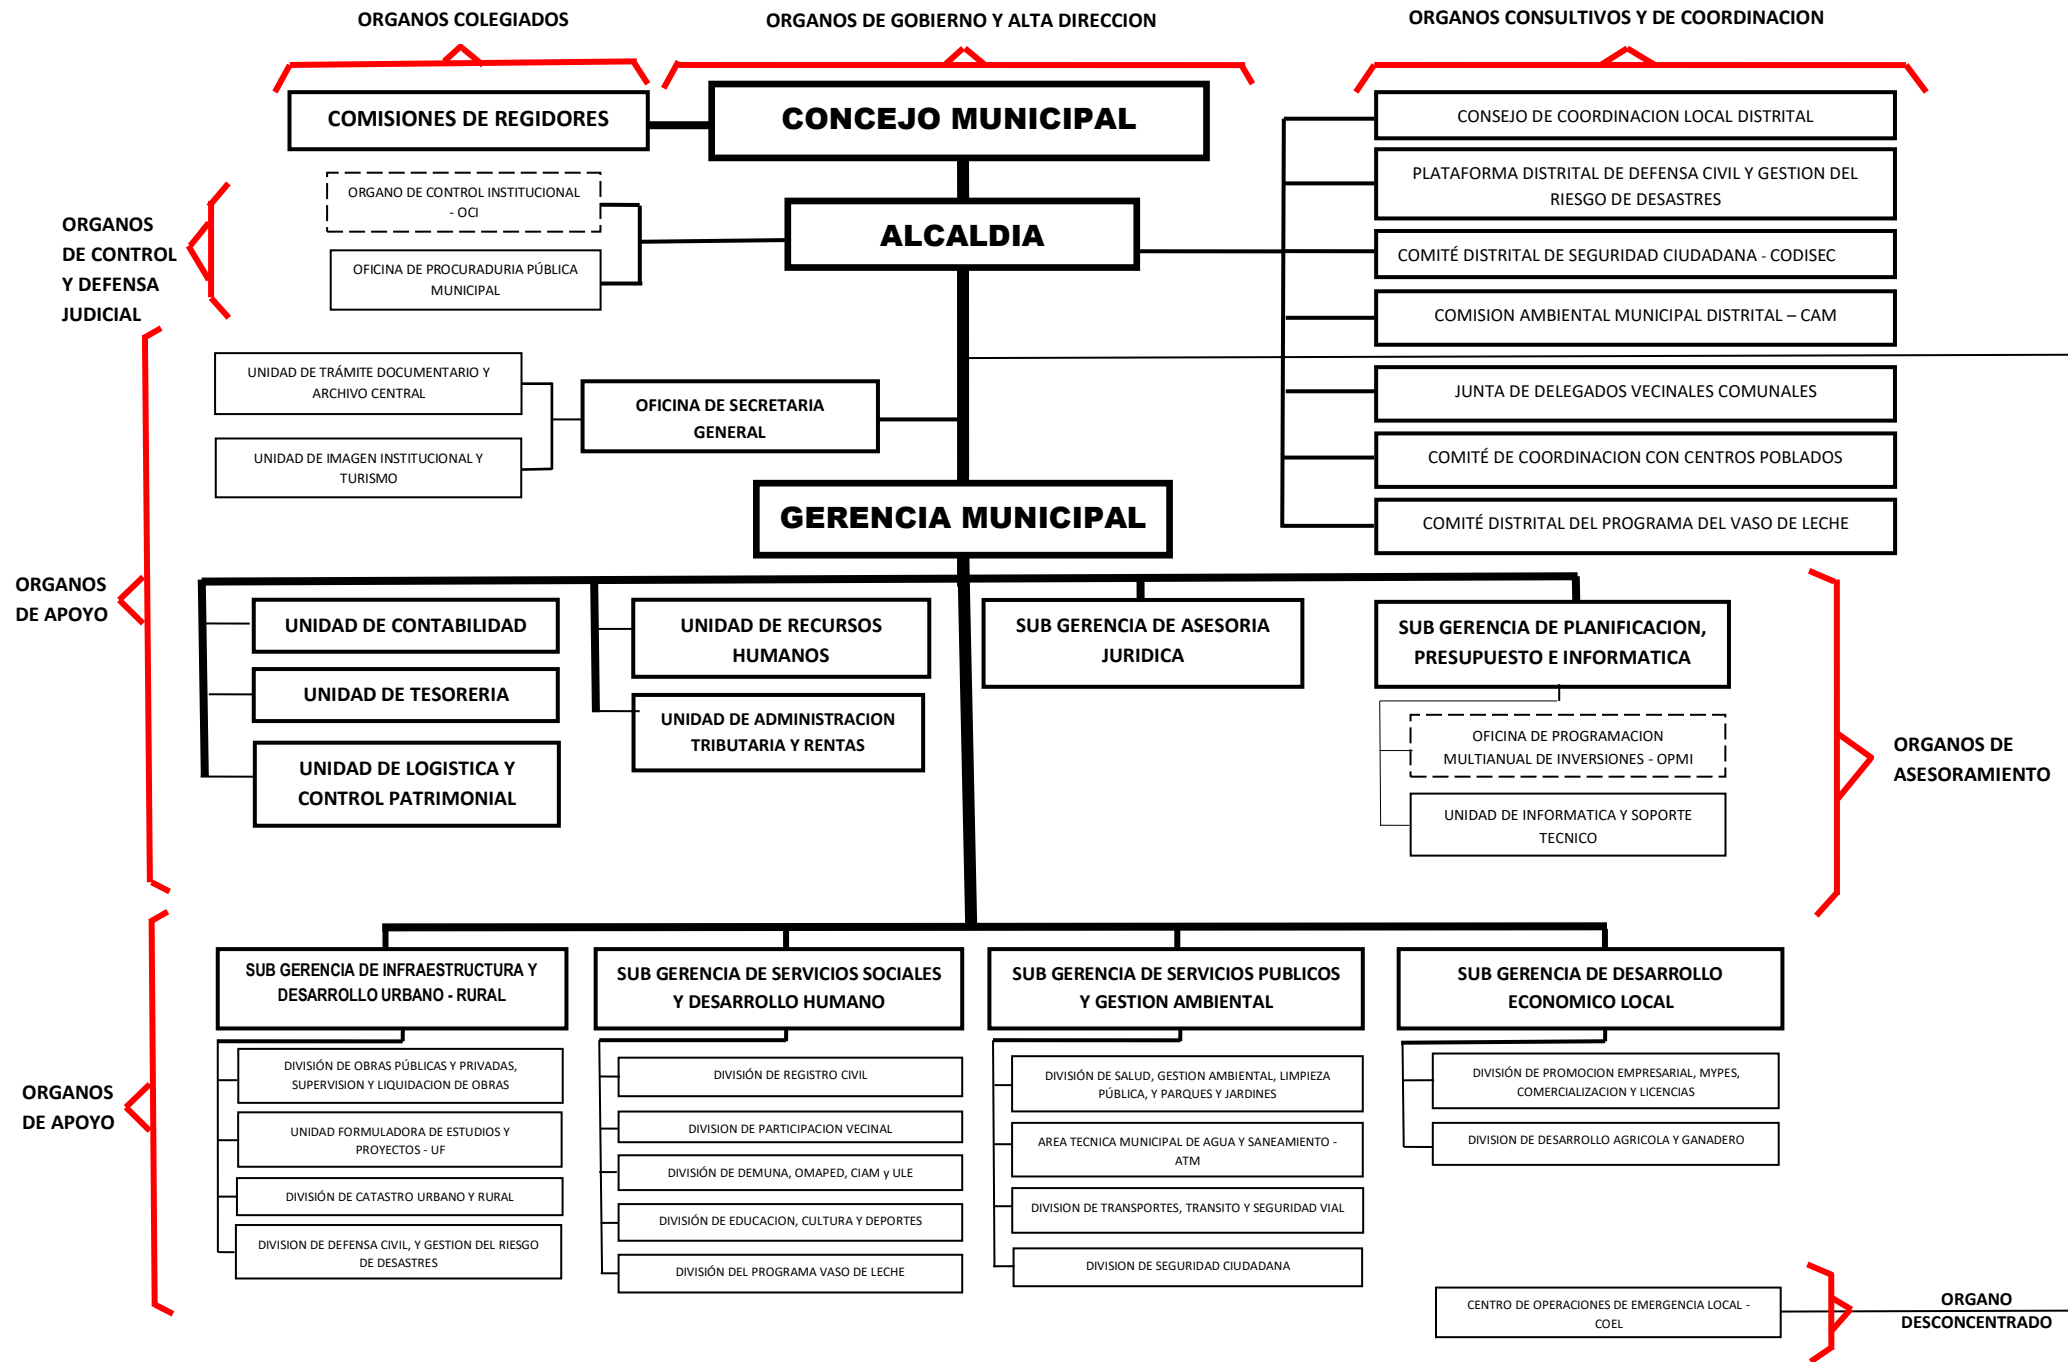 ORGANOS COLEGIADOS
ORGANOS DE GOBIERNO Y ALTA DIRECCION
ORGANOS CONSULTIVOS Y DE COORDINACION
COMISIONES DE REGIDORES
CONCEJO MUNICIPAL
CONSEJO DE COORDINACION LOCAL DISTRITAL
PLATAFORMA DISTRITAL DE DEFENSA CIVIL Y GESTION DEL
RIESGO DE DESASTRES
COMITÉ DISTRITAL DE SEGURIDAD CIUDADANA - CODISEC
COMISION AMBIENTAL MUNICIPAL DISTRITAL – CAM
JUNTA DE DELEGADOS VECINALES COMUNALES
COMITÉ DE COORDINACION CON CENTROS POBLADOS
COMITÉ DISTRITAL DEL PROGRAMA DEL VASO DE LECHE
ORGANOS
DE CONTROL
Y DEFENSA
JUDICIAL
ORGANO DE CONTROL INSTITUCIONAL
- OCI
OFICINA DE PROCURADURIA PÚBLICA
MUNICIPAL
ALCALDIA
UNIDAD DE TRÁMITE DOCUMENTARIO Y
ARCHIVO CENTRAL
UNIDAD DE IMAGEN INSTITUCIONAL Y
TURISMO
OFICINA DE SECRETARIA
GENERAL
GERENCIA MUNICIPAL
ORGANOS
DE APOYO
UNIDAD DE CONTABILIDAD
UNIDAD DE TESORERIA
UNIDAD DE LOGISTICA Y
CONTROL PATRIMONIAL
UNIDAD DE RECURSOS
HUMANOS
UNIDAD DE ADMINISTRACION
TRIBUTARIA Y RENTAS
SUB GERENCIA DE ASESORIA
JURIDICA
SUB GERENCIA DE PLANIFICACION,
PRESUPUESTO E INFORMATICA
OFICINA DE PROGRAMACION
MULTIANUAL DE INVERSIONES - OPMI
UNIDAD DE INFORMATICA Y SOPORTE
TECNICO
ORGANOS DE
ASESORAMIENTO
ORGANOS
DE APOYO
SUB GERENCIA DE INFRAESTRUCTURA Y
DESARROLLO URBANO - RURAL
DIVISIÓN DE OBRAS PÚBLICAS Y PRIVADAS,
SUPERVISION Y LIQUIDACION DE OBRAS
UNIDAD FORMULADORA DE ESTUDIOS Y
PROYECTOS - UF
DIVISIÓN DE CATASTRO URBANO Y RURAL
DIVISION DE DEFENSA CIVIL, Y GESTION DEL RIESGO
DE DESASTRES
SUB GERENCIA DE SERVICIOS SOCIALES
Y DESARROLLO HUMANO
DIVISIÓN DE REGISTRO CIVIL
DIVISION DE PARTICIPACION VECINAL
DIVISIÓN DE DEMUNA, OMAPED, CIAM y ULE
DIVISIÓN DE EDUCACION, CULTURA Y DEPORTES
DIVISIÓN DEL PROGRAMA VASO DE LECHE
SUB GERENCIA DE SERVICIOS PUBLICOS
Y GESTION AMBIENTAL
DIVISIÓN DE SALUD, GESTION AMBIENTAL, LIMPIEZA
PÚBLICA, Y PARQUES Y JARDINES
AREA TECNICA MUNICIPAL DE AGUA Y SANEAMIENTO -
ATM
DIVISION DE TRANSPORTES, TRANSITO Y SEGURIDAD VIAL
DIVISION DE SEGURIDAD CIUDADANA
SUB GERENCIA DE DESARROLLO
ECONOMICO LOCAL
DIVISIÓN DE PROMOCION EMPRESARIAL, MYPES,
COMERCIALIZACION Y LICENCIAS
DIVISION DE DESARROLLO AGRICOLA Y GANADERO
CENTRO DE OPERACIONES DE EMERGENCIA LOCAL -
COEL
ORGANO
DESCONCENTRADO